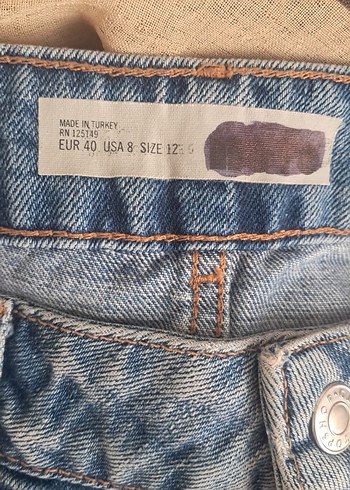 MADE IN TURKEY
RN 125149
EUR 40 USA 8 SIZE 12